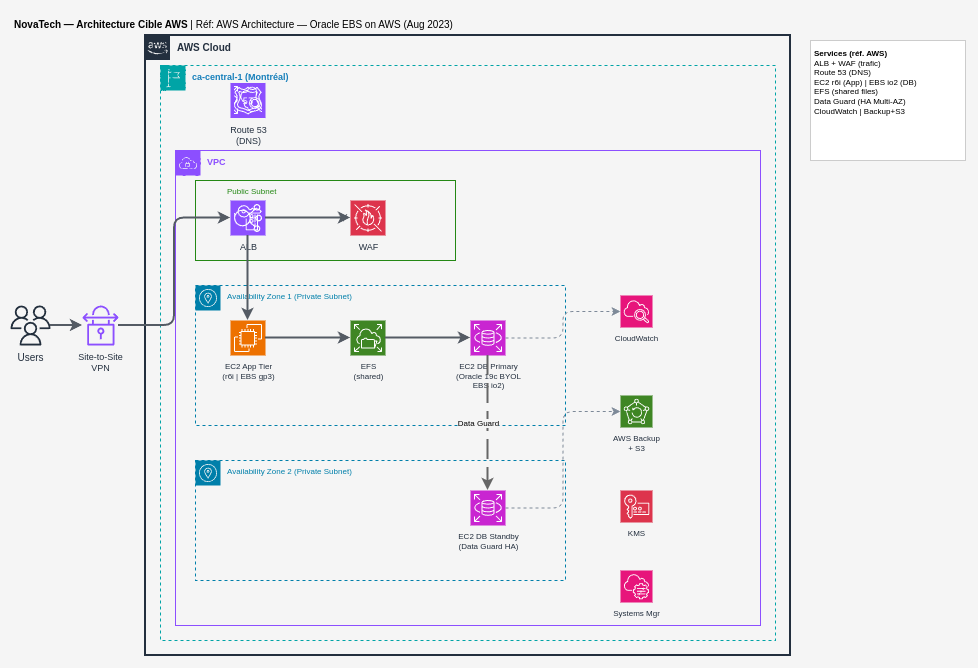 NovaTech — Architecture Cible AWS | Réf: AWS Architecture — Oracle EBS on AWS (Aug 2023)
aws
AWS Cloud
ca-central-1 (Montréal)
Route 53
(DNS)
VPC
Public Subnet
ALB
WAF
Availability Zone 1 (Private Subnet)
Users
Site-to-Site
VPN
EC2 App Tier
(r6i | EBS gp3)
EFS
(shared)
EC2 DB Primary
(Oracle 19c BYOL
EBS io2)
Data Guard
Availability Zone 2 (Private Subnet)
EC2 DB Standby
(Data Guard HA)
CloudWatch
AWS Backup
+ S3
KMS
Systems Mgr
Services (réf. AWS)
ALB + WAF (trafic)
Route 53 (DNS)
EC2 r6i (App) | EBS io2 (DB)
EFS (shared files)
Data Guard (HA Multi-AZ)
CloudWatch | Backup+S3